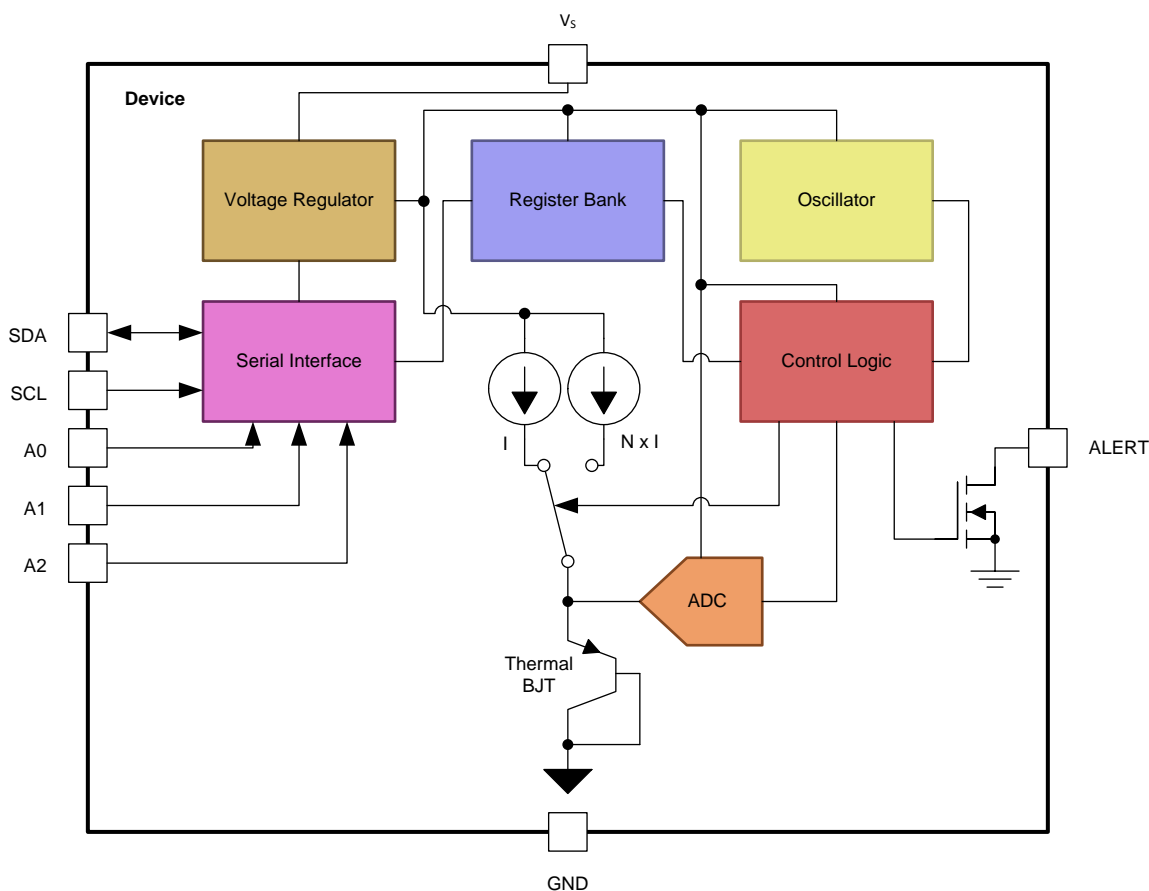 VS
Device
Voltage Regulator
Register Bank
Oscillator
SDA
Serial Interface
Control Logic
SCL
A0
I
N x I
ALERT
A1
A2
ADC
Thermal
BJT
GND